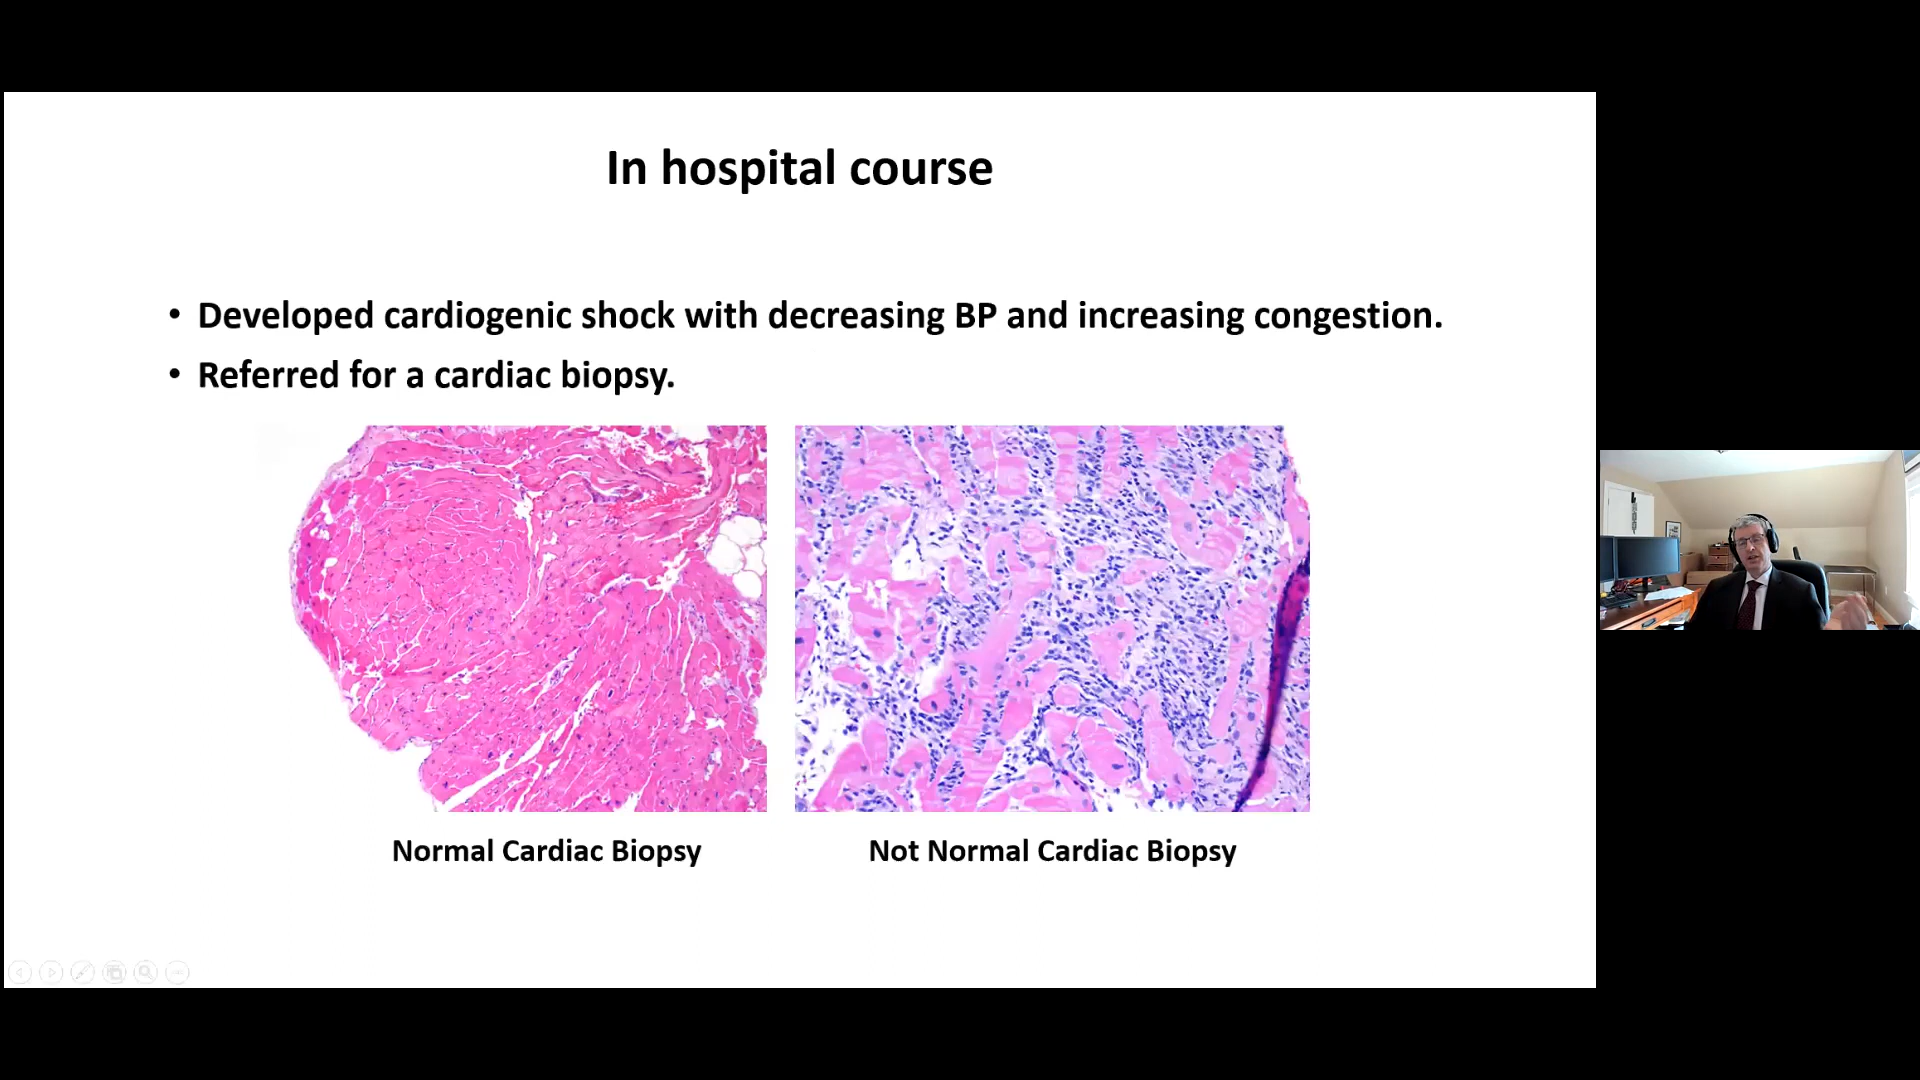 In hospital course
• Developed cardiogenic shock with decreasing BP and increasing congestion.
• Referred for a cardiac biopsy.
Normal Cardiac Biopsy
Not Normal Cardiac Biopsy